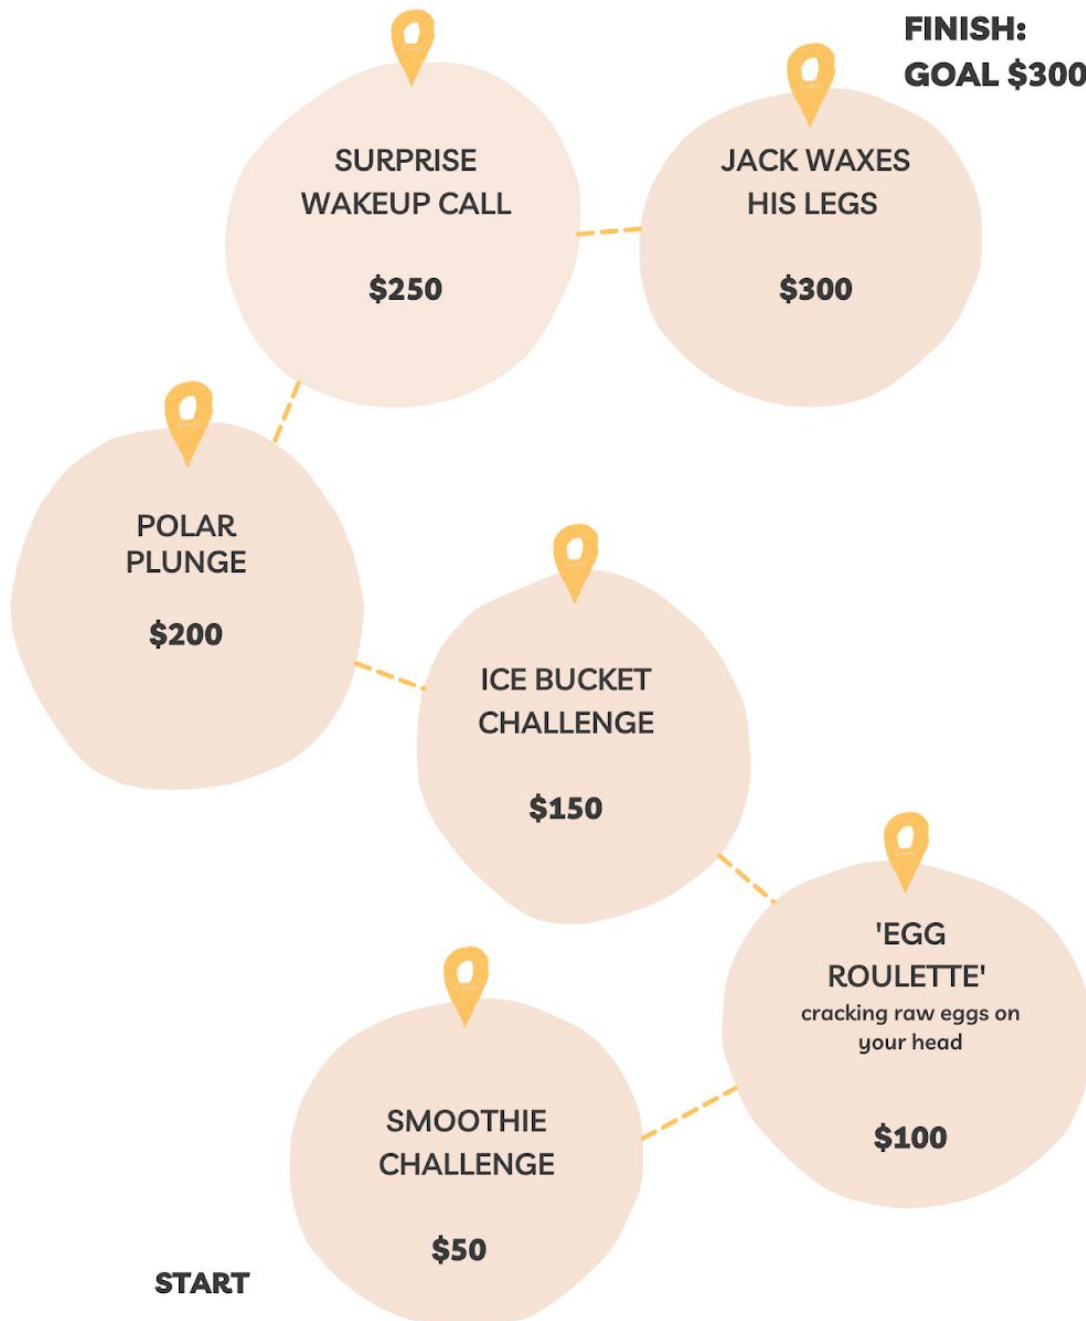 FINISH:
GOAL $300
SURPRISE
WAKEUP CALL
$250
JACK WAXES
HIS LEGS
$300
POLAR
PLUNGE
$200
ICE BUCKET
CHALLENGE
$150
'EGG
ROULETTE'
cracking raw eggs on
your head
$100
SMOOTHIE
CHALLENGE
$50
START